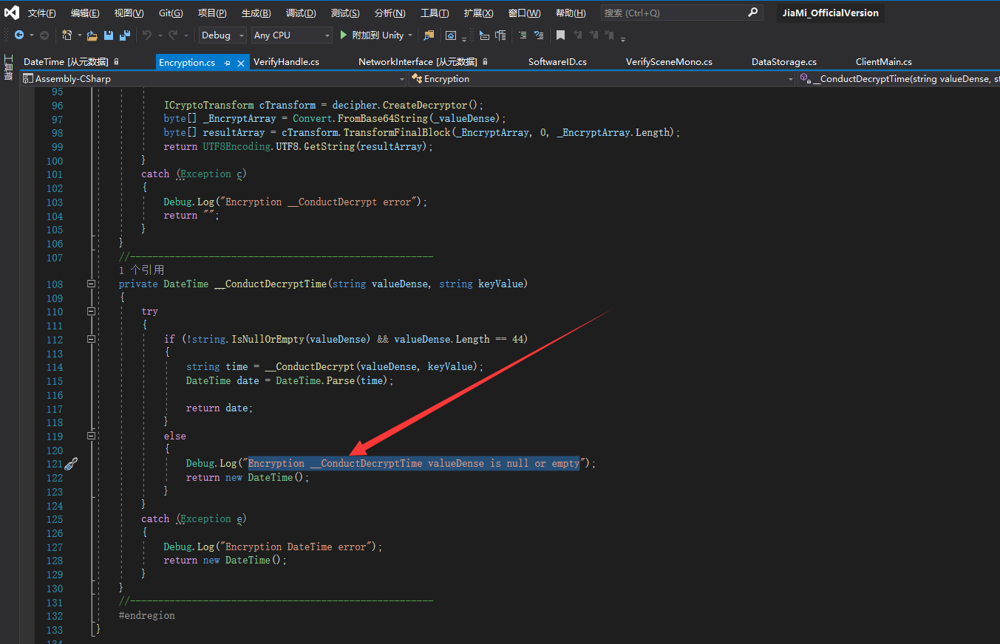 文件(F) 编辑(E) 视图(V) Git(G) 项目(P) 生成(B) 调试(D) 测试(S) 分析(N) 工具(T) 扩展(X) 窗口(W) 帮助(H) 搜索 (Ctrl+Q) JiaMi_OfficialVersion
Debug Any CPU 附加到 Unity
工具箱
DateTime [从元数据] Encryption.cs VerifyHandle.cs NetworkInterface [从元数据] SoftwareID.cs VerifySceneMono.cs DataStorage.cs ClientMain.cs
Assembly-CSharp Encryption __ConductDecryptTime(string valueDense, st
95
96 ICryptoTransform cTransform = decipher.CreateDecryptor();
97 byte[] _EncryptArray = Convert.FromBase64String(_valueDense);
98 byte[] resultArray = cTransform.TransformFinalBlock(_EncryptArray, 0, _EncryptArray.Length);
99 return UTF8Encoding.UTF8.GetString(resultArray);
100 }
101 catch (Exception c)
102 {
103 Debug.Log("Encryption __ConductDecrypt error");
104 return "";
105 }
106 }
107 //------------------------------------------------------
1 个引用
108 private DateTime __ConductDecryptTime(string valueDense, string keyValue)
109 {
110 try
111 {
112 if (!string.IsNullOrEmpty(valueDense) && valueDense.Length == 44)
113 {
114 string time = __ConductDecrypt(valueDense, keyValue);
115 DateTime date = DateTime.Parse(time);
116
117 return date;
118 }
119 else
120 {
121 Debug.Log("Encryption __ConductDecryptTime valueDense is null or empty");
122 return new DateTime();
123 }
124 }
125 catch (Exception e)
126 {
127 Debug.Log("Encryption DateTime error");
128 return new DateTime();
129 }
130 }
131 //------------------------------------------------------
132 #endregion
133 }
134